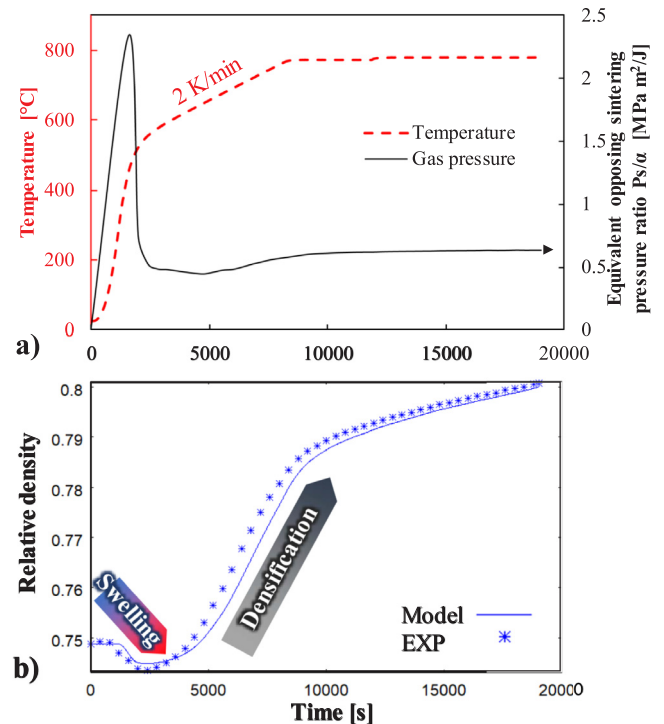 Temperature [°C]
800
600
400
200
0
2 K/min
Temperature
Gas pressure
2.5
2
1.5
1
0.5
0
Equivalent opposing sintering
pressure ratio Ps/α [MPa m²/J]
0
5000
10000
15000
20000
a)
Relative density
0.8
0.79
0.78
0.77
0.76
0.75
Swelling
Densification
Model
EXP
0
5000
10000
15000
20000
b)
Time [s]